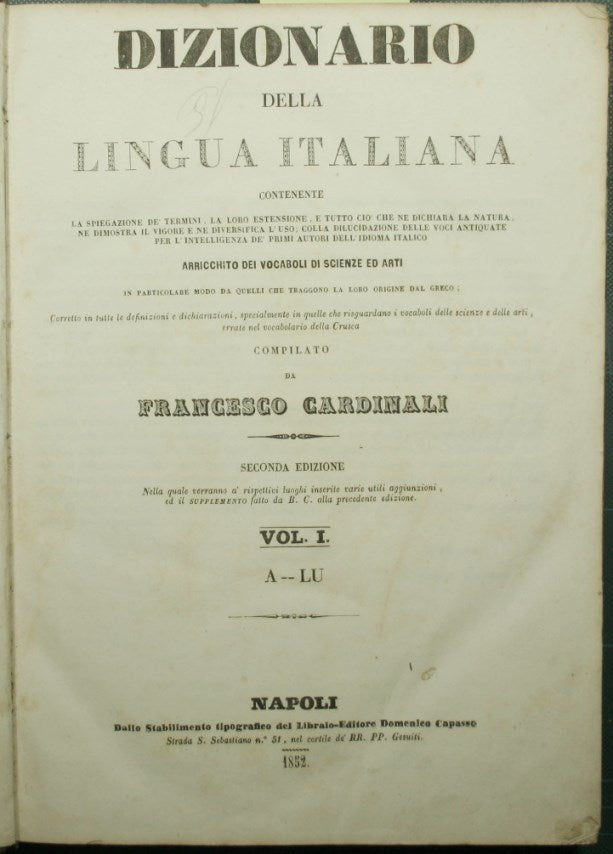 DIZIONARIO
DELLA
LINGUA ITALIANA
CONTENENTE
LA SPIEGAZIONE DE' TERMINI, LA LORO ESTENSIONE, E TUTTO CIO' CHE NE DICHIARA LA NATURA,
NE DIMOSTRA IL VIGORE E NE DIVERSIFICA L'USO; COLLA DILUCIDAZIONE DELLE VOCI ANTIQUATE
PER L'INTELLIGENZA DE' PRIMI AUTORI DELL'IDIOMA ITALICO
ARRICCHITO DEI VOCABOLI DI SCIENZE ED ARTI
IN PARTICOLARE MODO DA QUELLI CHE TRAGGONO LA LORO ORIGINE DAL GRECO;
Corretto in tutte le definizioni e dichiarazioni, specialmente in quelle che risguardano i vocaboli delle scienze e delle arti,
errate nel vocabolario della Crusca
COMPILATO
DA
FRANCESCO CARDINALI
SECONDA EDIZIONE
Nella quale verranno a' rispettivi luoghi inserite varie utili aggiunzioni,
ed il SUPPLEMENTO fatto da B. C. alla precedente edizione.
VOL. I.
A -- LU
NAPOLI
Dallo Stabilimento tipografico del Libraio-Editore Domenico Capasso
Strada S. Sebastiano n.° 51, nel cortile de' RR. PP. Gesuiti.
1852.